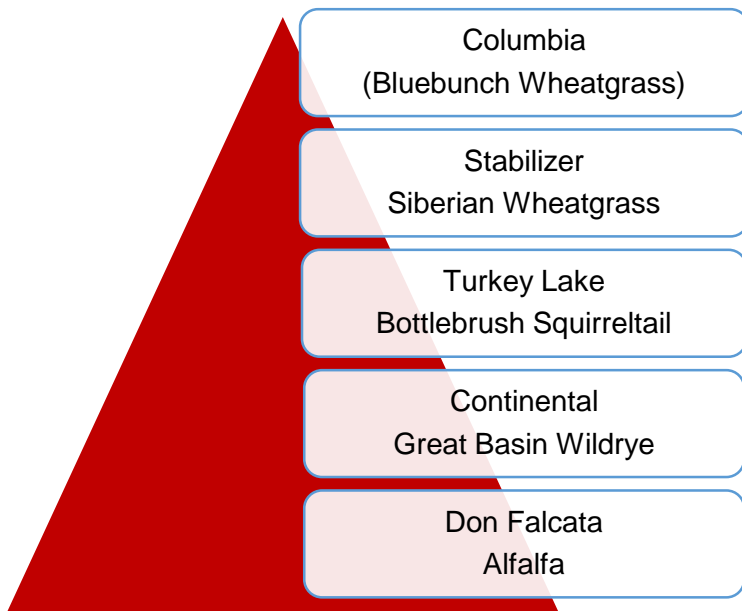 Columbia
(Bluebunch Wheatgrass)
Stabilizer
Siberian Wheatgrass
Turkey Lake
Bottlebrush Squirreltail
Continental
Great Basin Wildrye
Don Falcata
Alfalfa